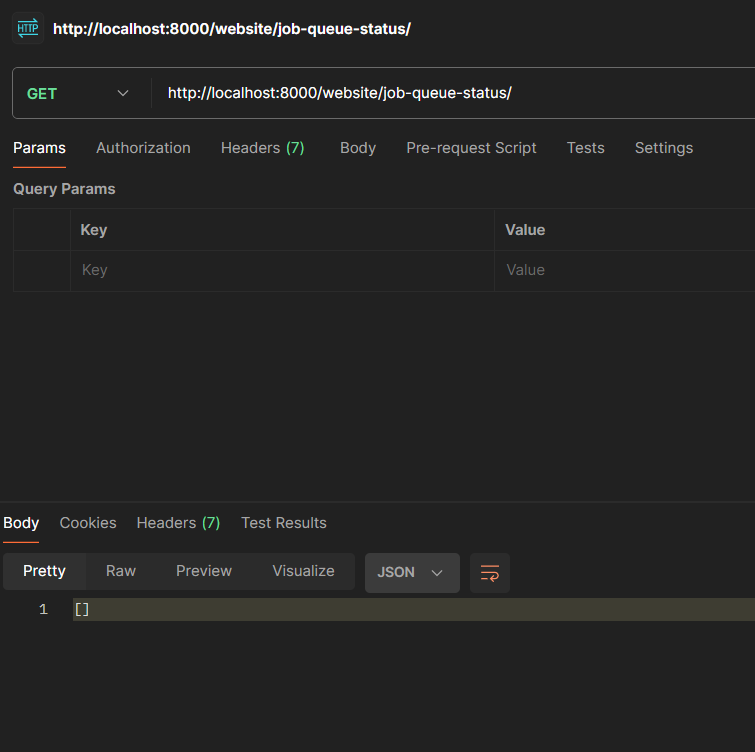 HTTP http://localhost:8000/website/job-queue-status/
GET http://localhost:8000/website/job-queue-status/
Params Authorization Headers (7) Body Pre-request Script Tests Settings
Query Params
Key Value
Key Value
Body Cookies Headers (7) Test Results
Pretty Raw Preview Visualize JSON
1 []